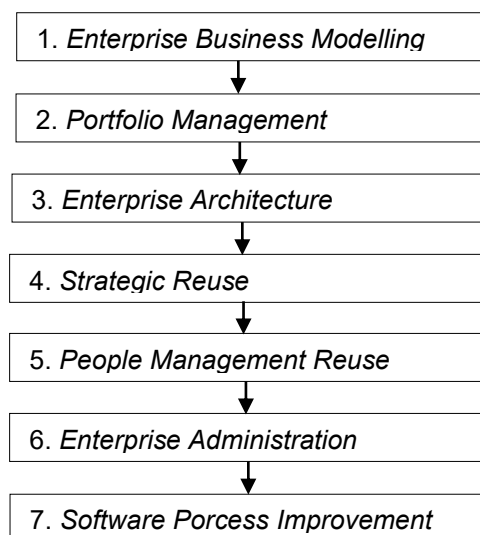 1. Enterprise Business Modelling
2. Portfolio Management
3. Enterprise Architecture
4. Strategic Reuse
5. People Management Reuse
6. Enterprise Administration
7. Software Porcess Improvement